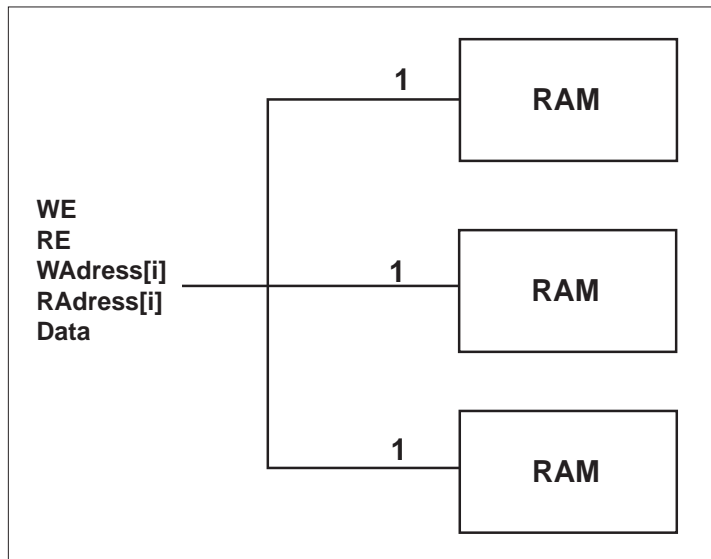 1
RAM
WE
RE
WAdress[i]
RAdress[i]
Data
1
RAM
1
RAM